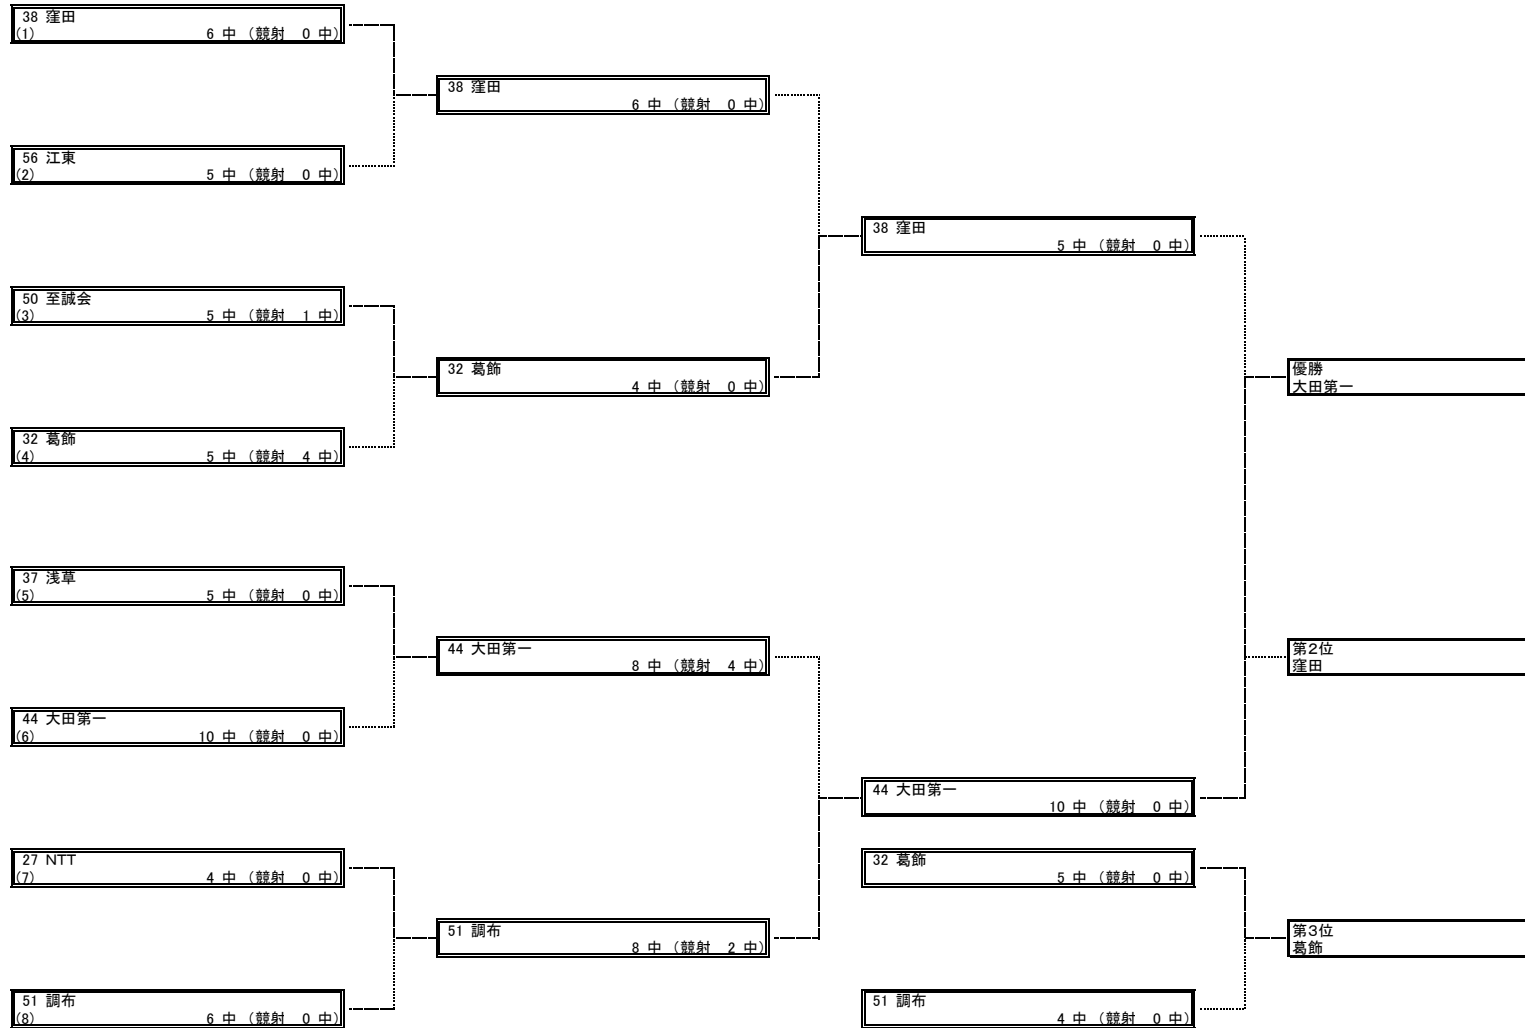 38 窪田
(1) 6 中 (競射 0 中)
56 江東
(2) 5 中 (競射 0 中)
50 至誠会
(3) 5 中 (競射 1 中)
32 葛飾
(4) 5 中 (競射 4 中)
37 浅草
(5) 5 中 (競射 0 中)
44 大田第一
(6) 10 中 (競射 0 中)
27 NTT
(7) 4 中 (競射 0 中)
51 調布
(8) 6 中 (競射 0 中)
38 窪田
6 中 (競射 0 中)
32 葛飾
4 中 (競射 0 中)
44 大田第一
8 中 (競射 4 中)
51 調布
8 中 (競射 2 中)
38 窪田
5 中 (競射 0 中)
44 大田第一
10 中 (競射 0 中)
32 葛飾
5 中 (競射 0 中)
51 調布
4 中 (競射 0 中)
優勝
大田第一
第2位
窪田
第3位
葛飾